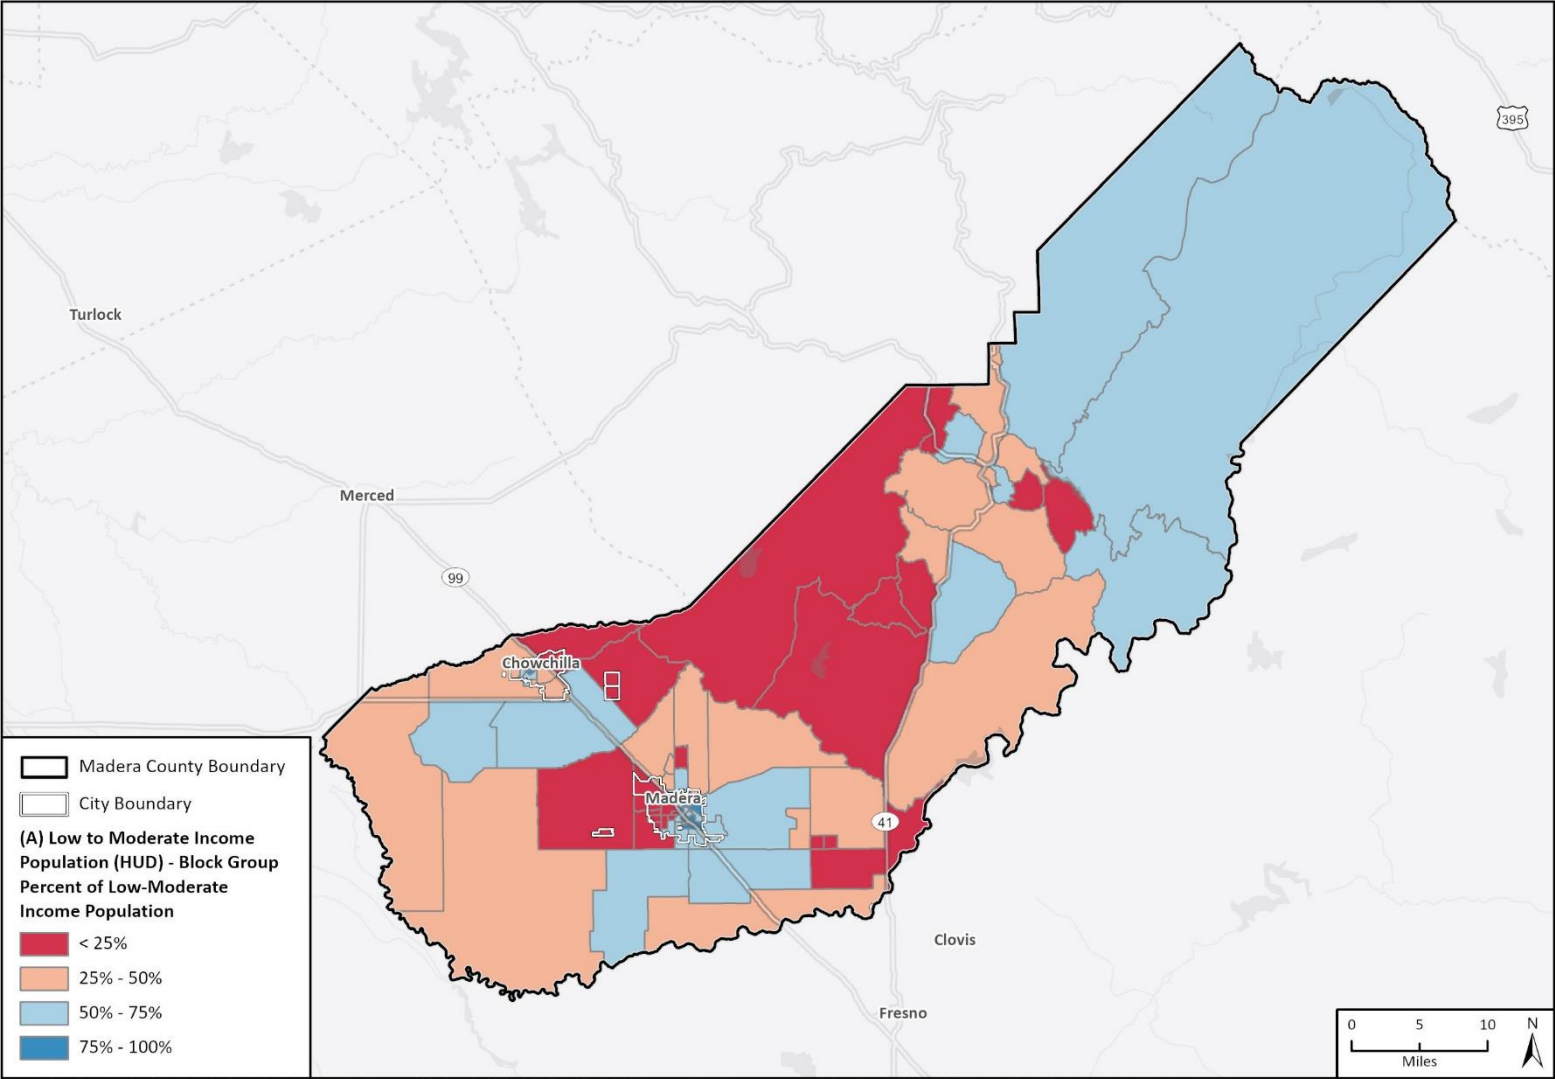 395
Turlock
Merced
99
Chowchilla
Madera
41
Clovis
Fresno
Madera County Boundary
City Boundary
(A) Low to Moderate Income
Population (HUD) - Block Group
Percent of Low-Moderate
Income Population
< 25%
25% - 50%
50% - 75%
75% - 100%
0 5 10
Miles
N